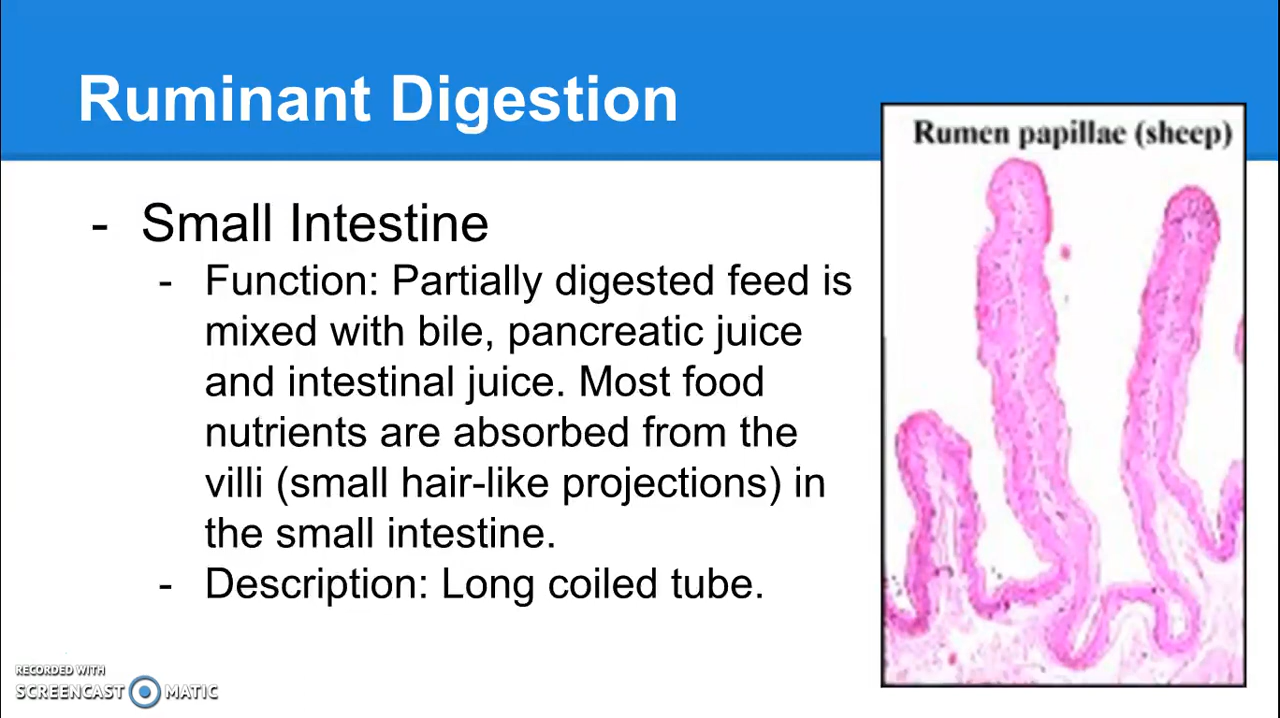 Ruminant Digestion
Rumen papillae (sheep)
- Small Intestine
- Function: Partially digested feed is
mixed with bile, pancreatic juice
and intestinal juice. Most food
nutrients are absorbed from the
villi (small hair-like projections) in
the small intestine.
- Description: Long coiled tube.
RECORDED WITH
SCREENCAST MATIC